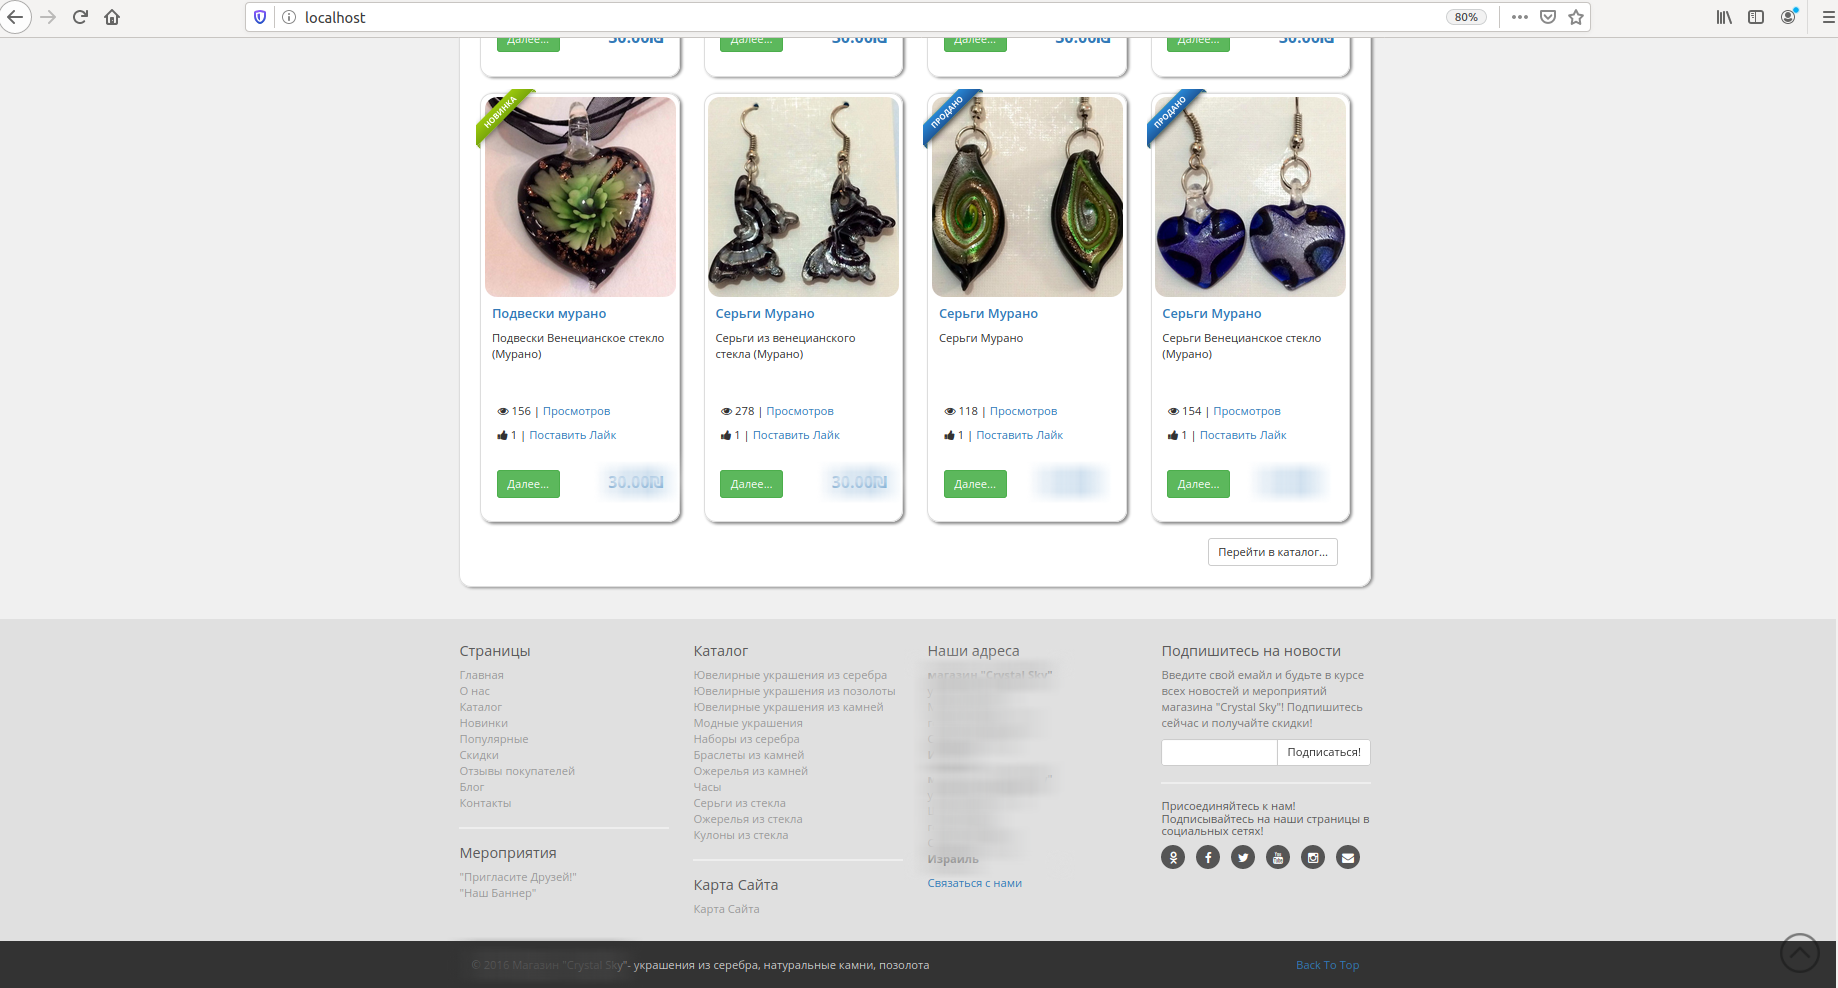 localhost
80%
Далее... 30.00₪ Далее... 30.00₪ Далее... 30.00₪ Далее... 30.00₪
НОВИНКА
ПРОДАНО
ПРОДАНО
Подвески мурано
Подвески Венецианское стекло
(Мурано)
156 | Просмотров
1 | Поставить Лайк
Далее... 30.00₪
Серьги Мурано
Серьги из венецианского
стекла (Мурано)
278 | Просмотров
1 | Поставить Лайк
Далее... 30.00₪
Серьги Мурано
Серьги Мурано
118 | Просмотров
1 | Поставить Лайк
Далее...
Серьги Мурано
Серьги Венецианское стекло
(Мурано)
154 | Просмотров
1 | Поставить Лайк
Далее...
Перейти в каталог...
Страницы
Главная
О нас
Каталог
Новинки
Популярные
Скидки
Отзывы покупателей
Блог
Контакты
Мероприятия
"Пригласите Друзей!"
"Наш Баннер"
Каталог
Ювелирные украшения из серебра
Ювелирные украшения из позолоты
Ювелирные украшения из камней
Модные украшения
Наборы из серебра
Браслеты из камней
Ожерелья из камней
Часы
Серьги из стекла
Ожерелья из стекла
Кулоны из стекла
Карта Сайта
Карта Сайта
Наши адреса
магазин "Crystal Sky"
Израиль
Связаться с нами
Подпишитесь на новости
Введите свой емайл и будьте в курсе
всех новостей и мероприятий
магазина "Crystal Sky"! Подпишитесь
сейчас и получайте скидки!
Подписаться!
Присоединяйтесь к нам!
Подписывайтесь на наши страницы в
социальных сетях!
© 2016 Магазин "Crystal Sky"- украшения из серебра, натуральные камни, позолота
Back To Top